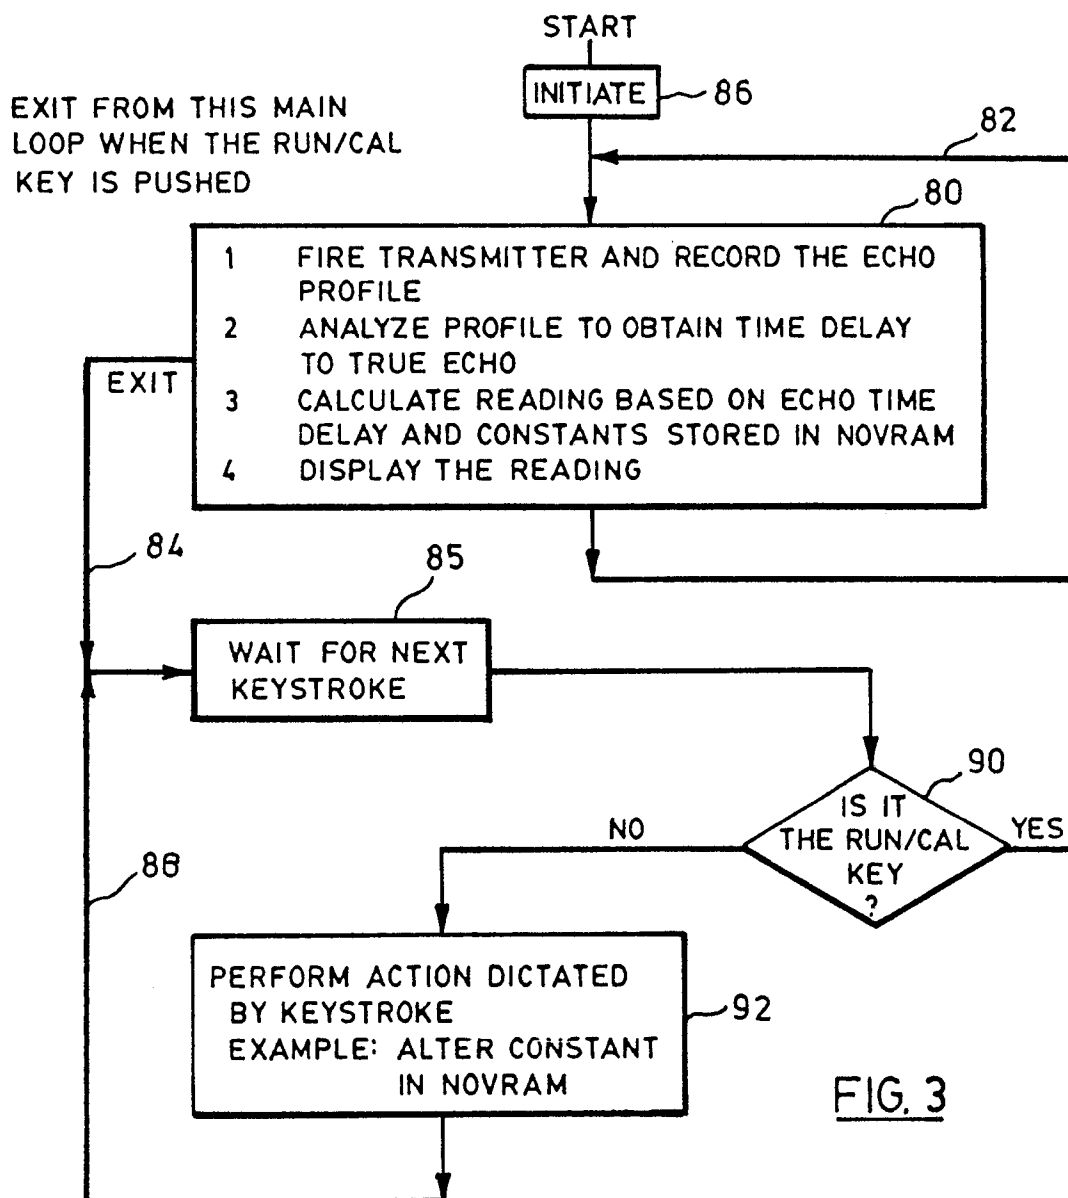 START
INITIATE
86
EXIT FROM THIS MAIN
LOOP WHEN THE RUN/CAL
KEY IS PUSHED
82
80
1 FIRE TRANSMITTER AND RECORD THE ECHO
PROFILE
2 ANALYZE PROFILE TO OBTAIN TIME DELAY
TO TRUE ECHO
3 CALCULATE READING BASED ON ECHO TIME
DELAY AND CONSTANTS STORED IN NOVRAM
4 DISPLAY THE READING
EXIT
84
85
WAIT FOR NEXT
KEYSTROKE
90
IS IT
THE RUN/CAL
KEY
?
NO
YES
88
PERFORM ACTION DICTATED
BY KEYSTROKE
EXAMPLE: ALTER CONSTANT
IN NOVRAM
92
FIG. 3